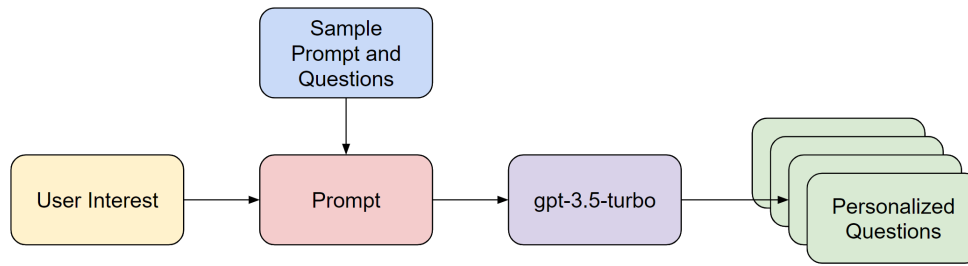 Sample
Prompt and
Questions
User Interest
Prompt
gpt-3.5-turbo
Personalized
Questions